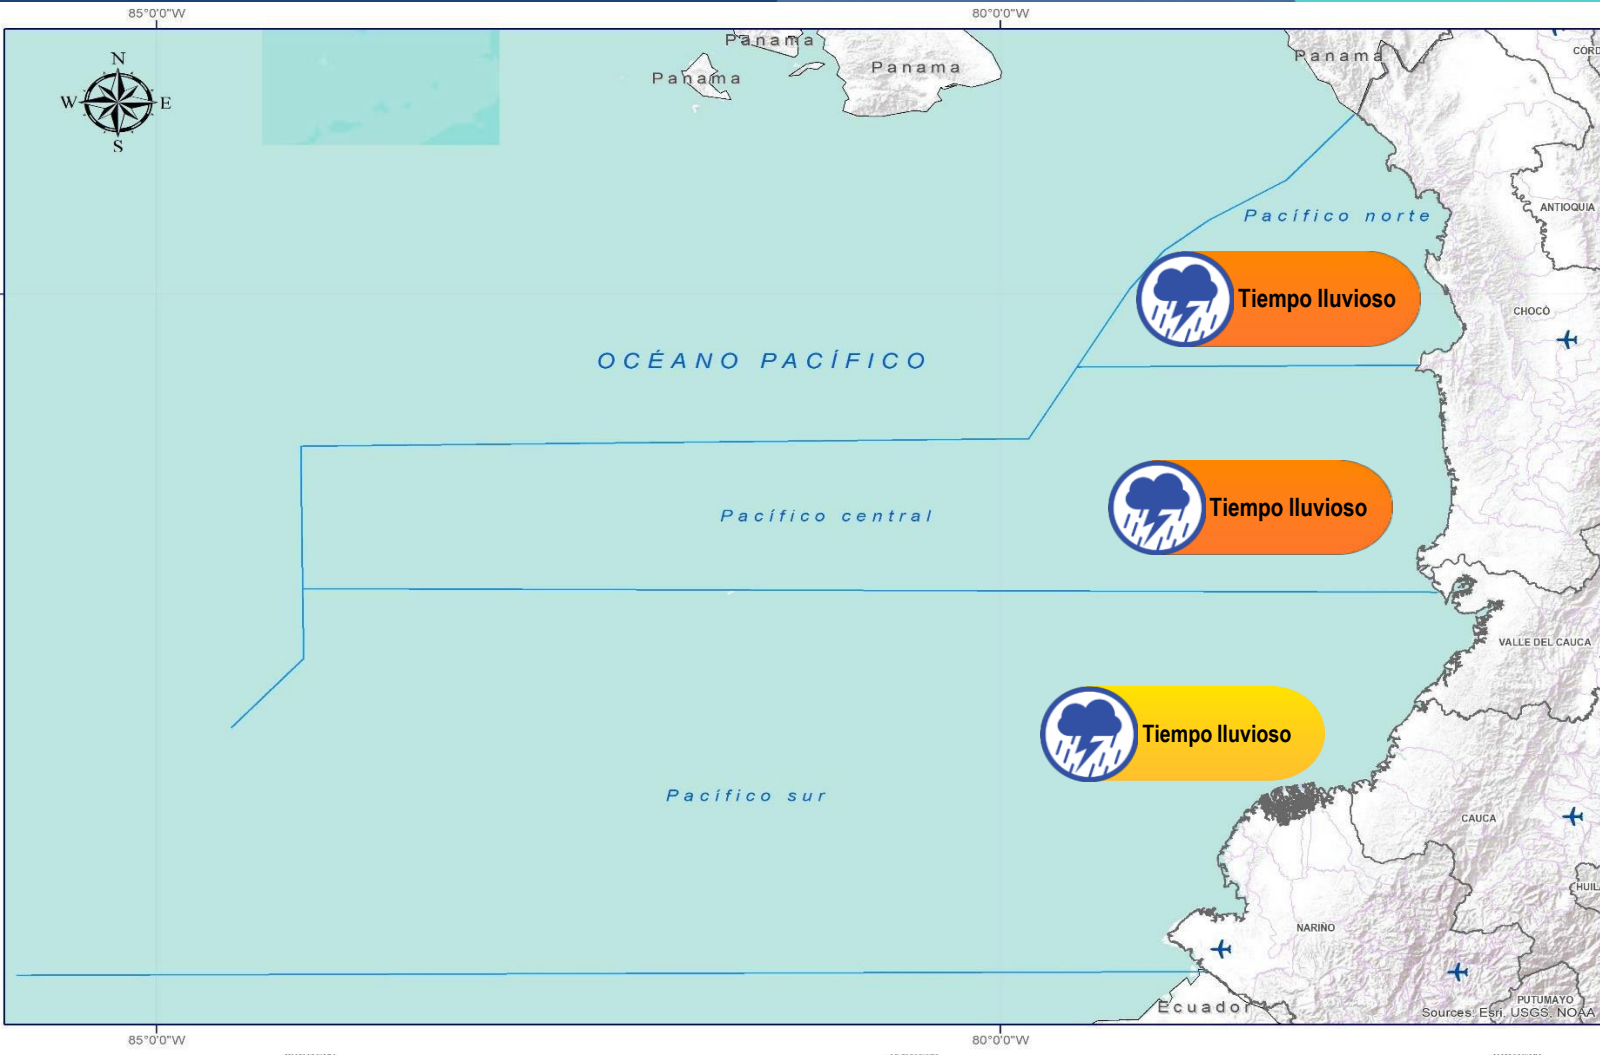 85°0'0"W
80°0'0"W
N
W
E
S
Panama
Panama
Panama
Panama
CÓRD
ANTIOQUIA
Pacífico norte
Tiempo lluvioso
CHOCÓ
OCÉANO PACÍFICO
Tiempo lluvioso
Pacífico central
VALLE DEL CAUCA
Tiempo lluvioso
Pacífico sur
CAUCA
HUIL
NARIÑO
PUTUMAYO
Ecuador
Sources: Esri, USGS, NOAA
85°0'0"W
80°0'0"W